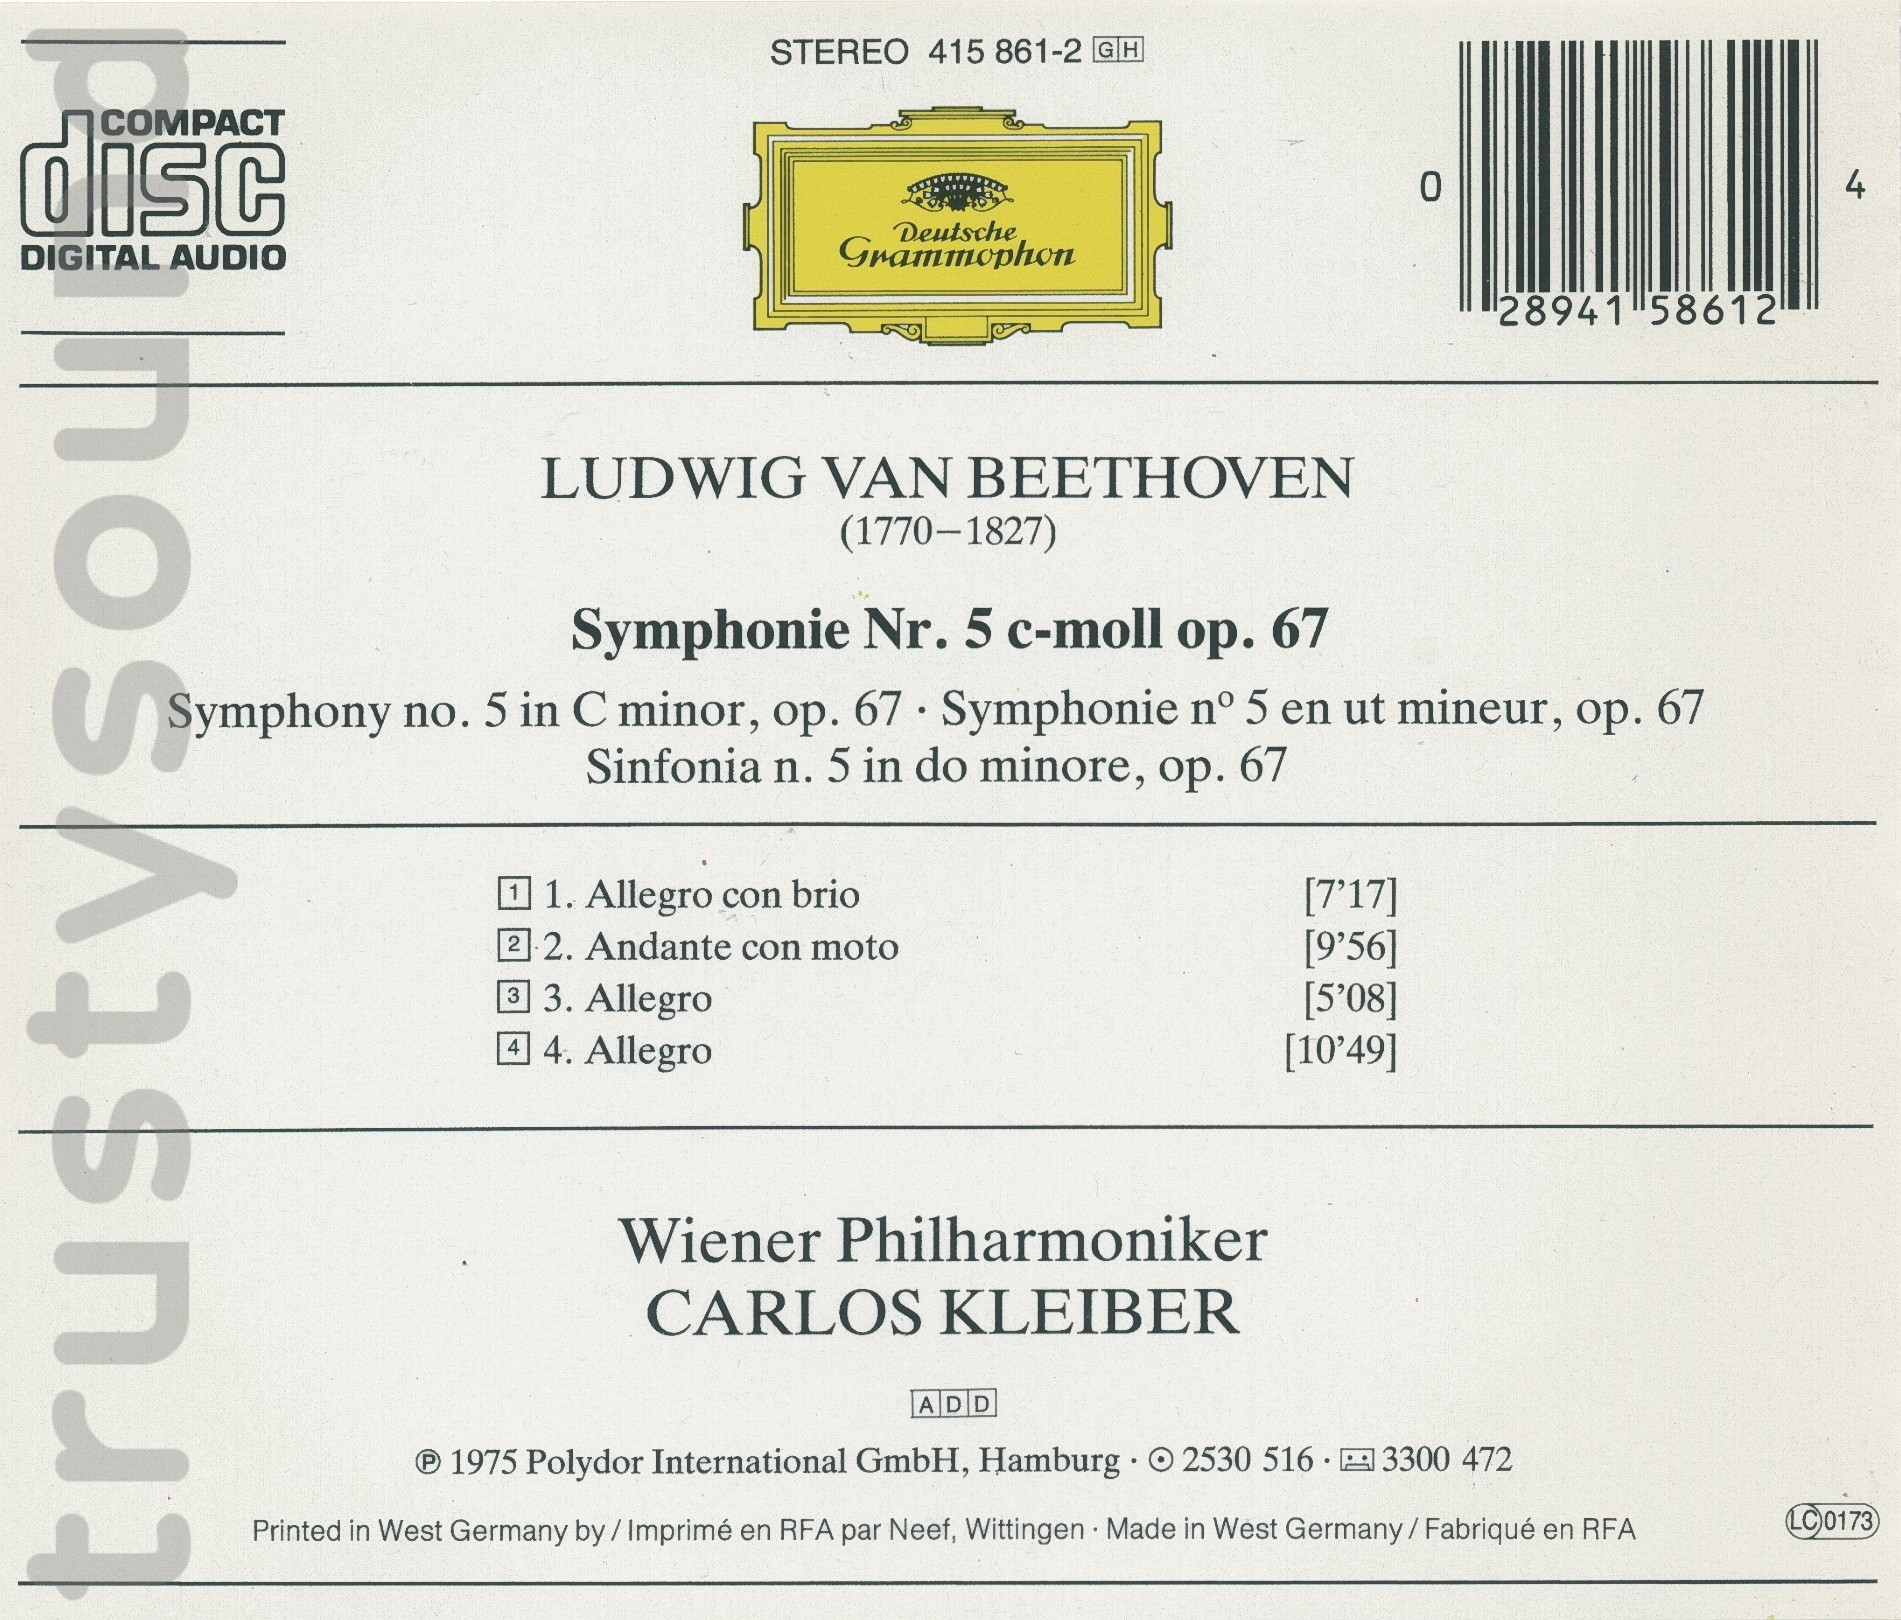 STEREO 415 861-2 GH
COMPACT
disc
DIGITAL AUDIO
Deutsche
Grammophon
0 28941 58612 4
LUDWIG VAN BEETHOVEN
(1770–1827)
Symphonie Nr. 5 c-moll op. 67
Symphony no. 5 in C minor, op. 67 · Symphonie nº 5 en ut mineur, op. 67
Sinfonia n. 5 in do minore, op. 67
1 1. Allegro con brio [7’17]
2 2. Andante con moto [9’56]
3 3. Allegro [5’08]
4 4. Allegro [10’49]
Wiener Philharmoniker
CARLOS KLEIBER
ADD
℗ 1975 Polydor International GmbH, Hamburg · 2530 516 · 3300 472
Printed in West Germany by / Imprimé en RFA par Neef, Wittingen · Made in West Germany / Fabriqué en RFA
LC 0173
trustysound